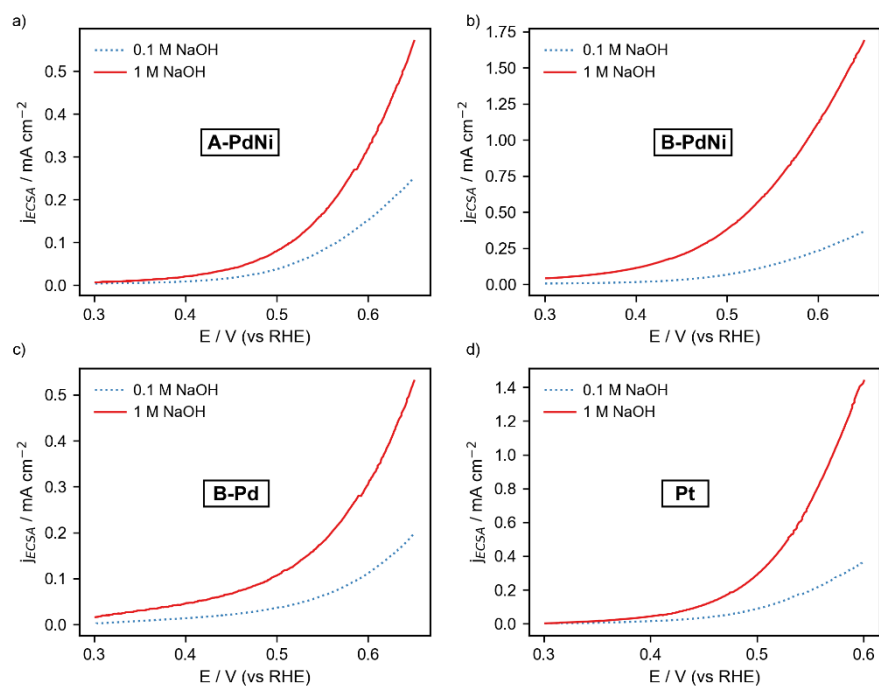 a)
0.1 M NaOH
1 M NaOH
A-PdNi
0.5
0.4
0.3
0.2
0.1
0.0
j_ECSA / mA cm⁻²
0.3 0.4 0.5 0.6
E / V (vs RHE)
b)
0.1 M NaOH
1 M NaOH
B-PdNi
1.75
1.50
1.25
1.00
0.75
0.50
0.25
0.00
j_ECSA / mA cm⁻²
0.3 0.4 0.5 0.6
E / V (vs RHE)
c)
0.1 M NaOH
1 M NaOH
B-Pd
0.5
0.4
0.3
0.2
0.1
0.0
j_ECSA / mA cm⁻²
0.3 0.4 0.5 0.6
E / V (vs RHE)
d)
0.1 M NaOH
1 M NaOH
Pt
1.4
1.2
1.0
0.8
0.6
0.4
0.2
0.0
j_ECSA / mA cm⁻²
0.3 0.4 0.5 0.6
E / V (vs RHE)